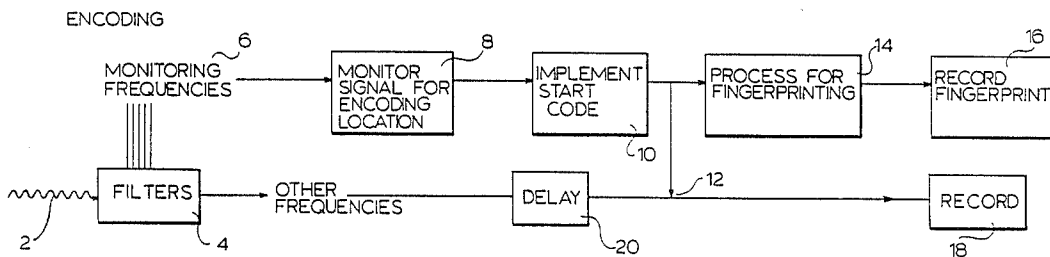 ENCODING
6
MONITORING
FREQUENCIES
8
MONITOR
SIGNAL FOR
ENCODING
LOCATION
IMPLEMENT
START
CODE
10
14
PROCESS FOR
FINGERPRINTING
16
RECORD
FINGERPRINT
2
FILTERS
4
OTHER
FREQUENCIES
DELAY
20
12
RECORD
18